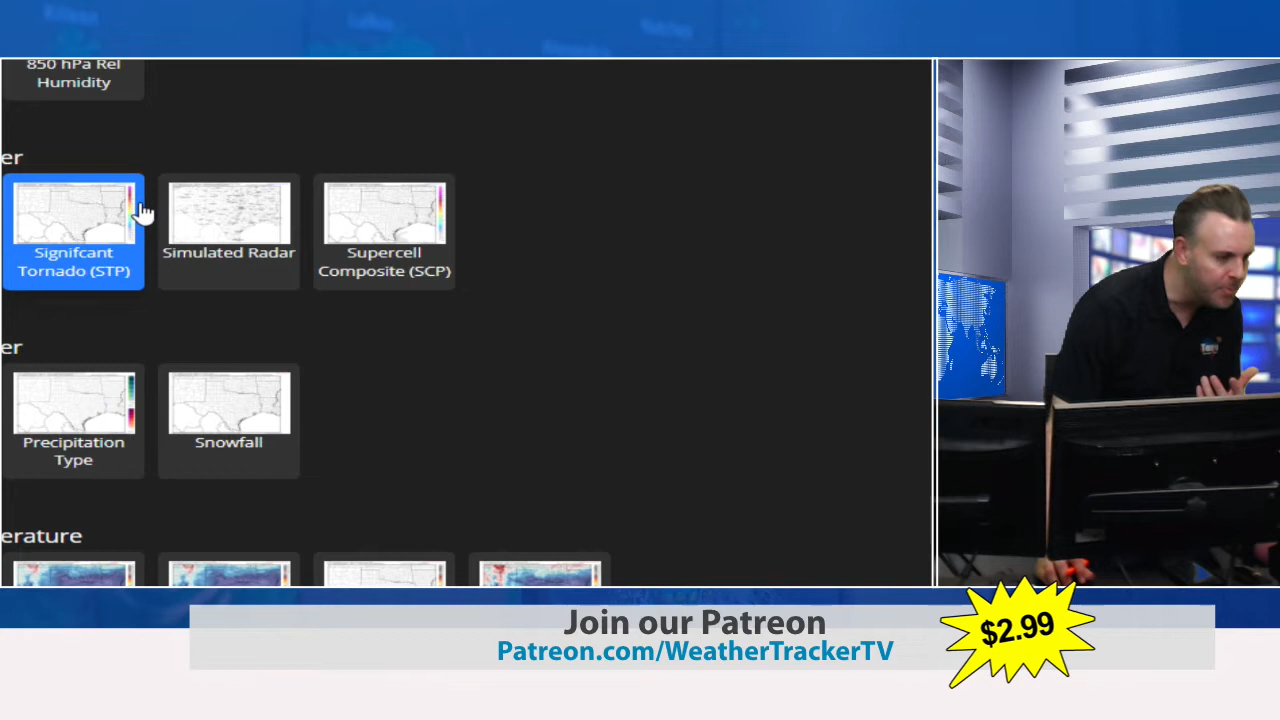 850 hPa Rel
Humidity
er
Signifcant
Tornado (STP)
Simulated Radar
Supercell
Composite (SCP)
er
Precipitation
Type
Snowfall
erature
Join our Patreon
Patreon.com/WeatherTrackerTV
$2.99